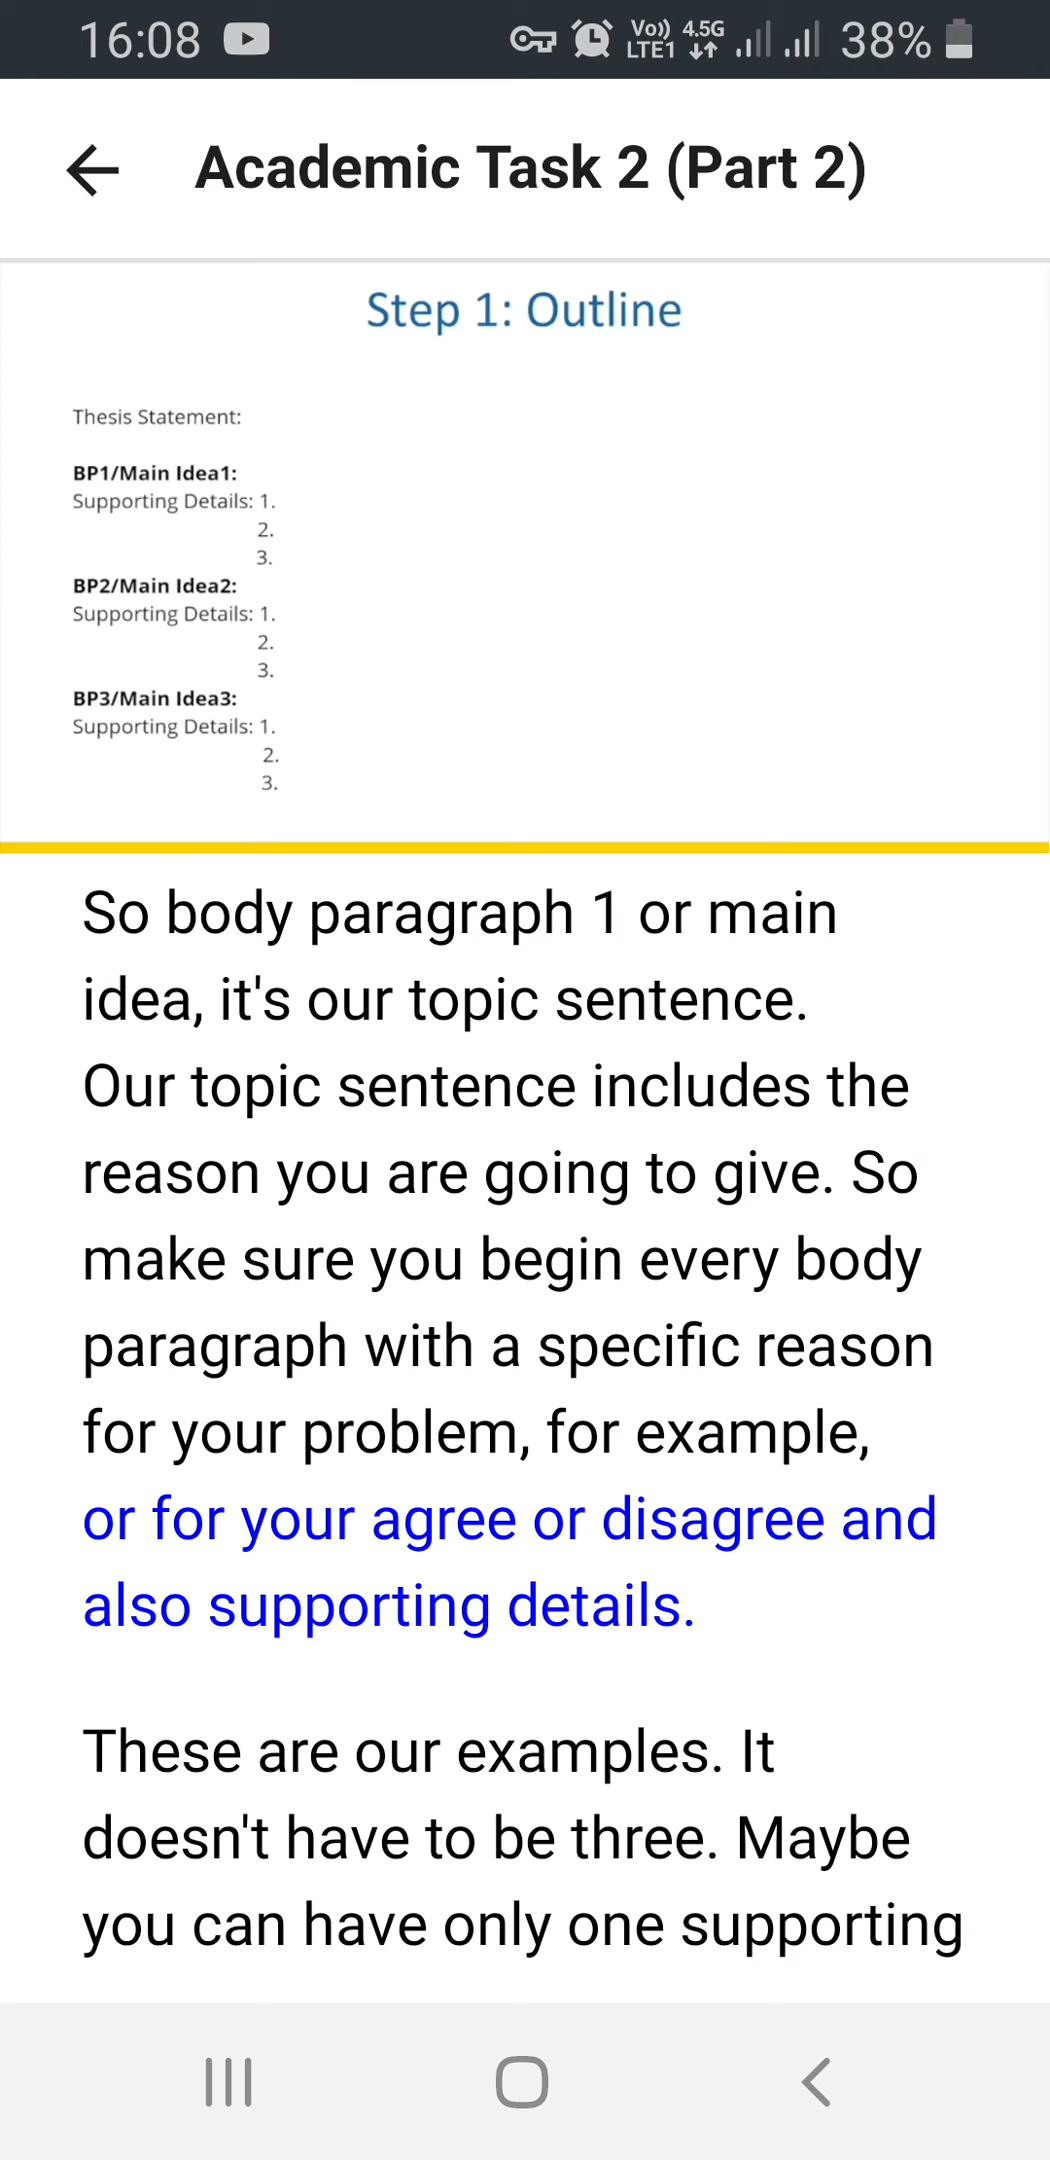 16:08
Vo)) 4.5G
LTE1 38%
Academic Task 2 (Part 2)
Step 1: Outline
Thesis Statement:
BP1/Main Idea1:
Supporting Details: 1.
2.
3.
BP2/Main Idea2:
Supporting Details: 1.
2.
3.
BP3/Main Idea3:
Supporting Details: 1.
2.
3.
So body paragraph 1 or main
idea, it's our topic sentence.
Our topic sentence includes the
reason you are going to give. So
make sure you begin every body
paragraph with a specific reason
for your problem, for example,
or for your agree or disagree and
also supporting details.
These are our examples. It
doesn't have to be three. Maybe
you can have only one supporting